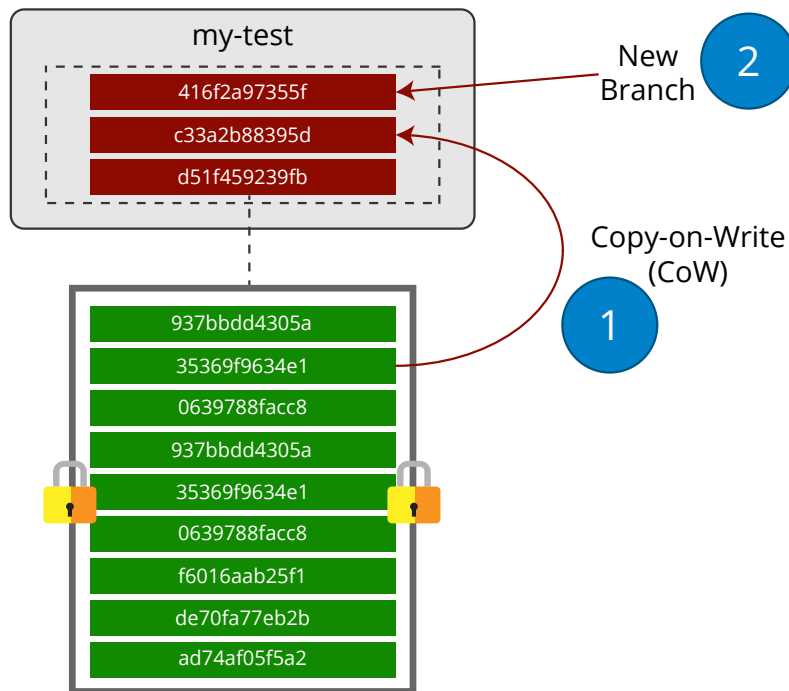 my-test
416f2a97355f
c33a2b88395d
d51f459239fb
New
Branch
2
Copy-on-Write
(CoW)
1
937bbdd4305a
35369f9634e1
0639788facc8
937bbdd4305a
35369f9634e1
0639788facc8
f6016aab25f1
de70fa77eb2b
ad74af05f5a2